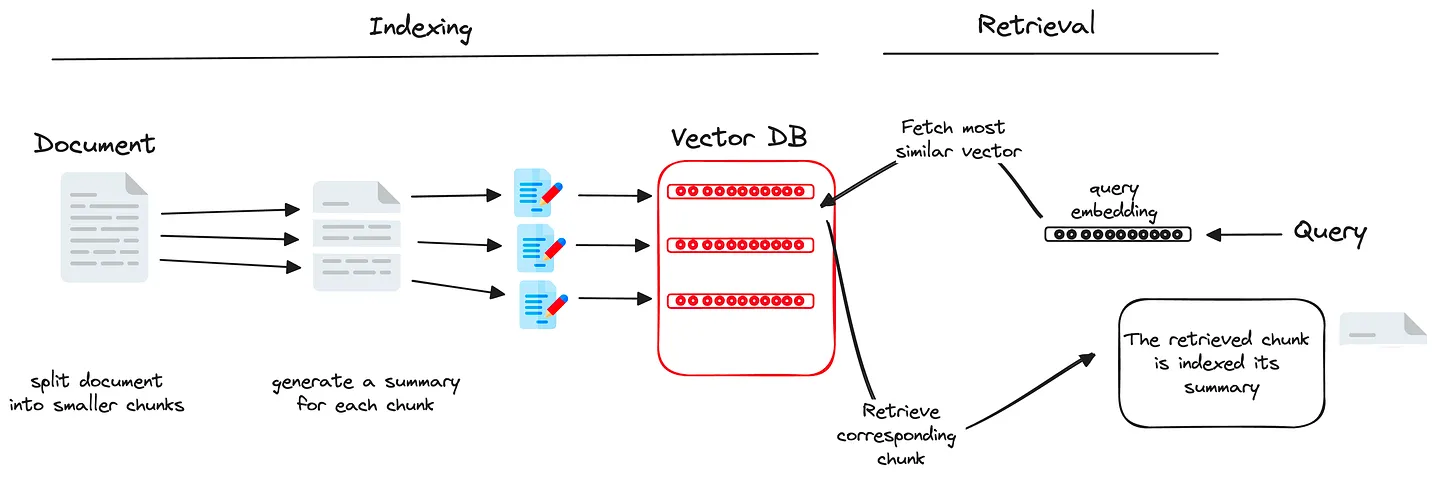 Indexing
Retrieval
Document
Vector DB
Fetch most
similar vector
query
embedding
Query
split document
into smaller chunks
generate a summary
for each chunk
The retrieved chunk
is indexed its
summary
Retrieve
corresponding
chunk